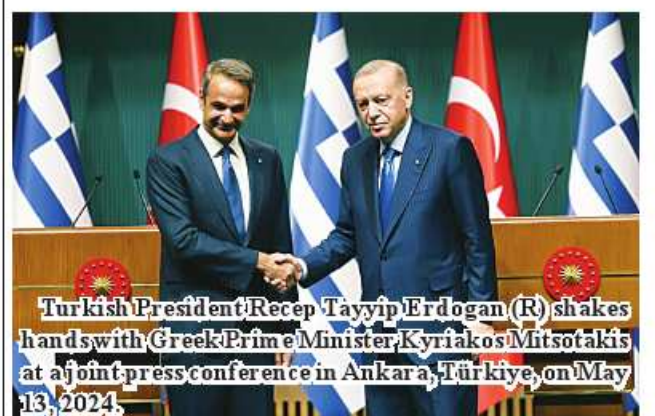 Turkish President Recep Tayyip Erdogan (R) shakes
hands with Greek Prime Minister Kyriakos Mitsotakis
at a joint press conference in Ankara, Türkiye, on May
13, 2024.